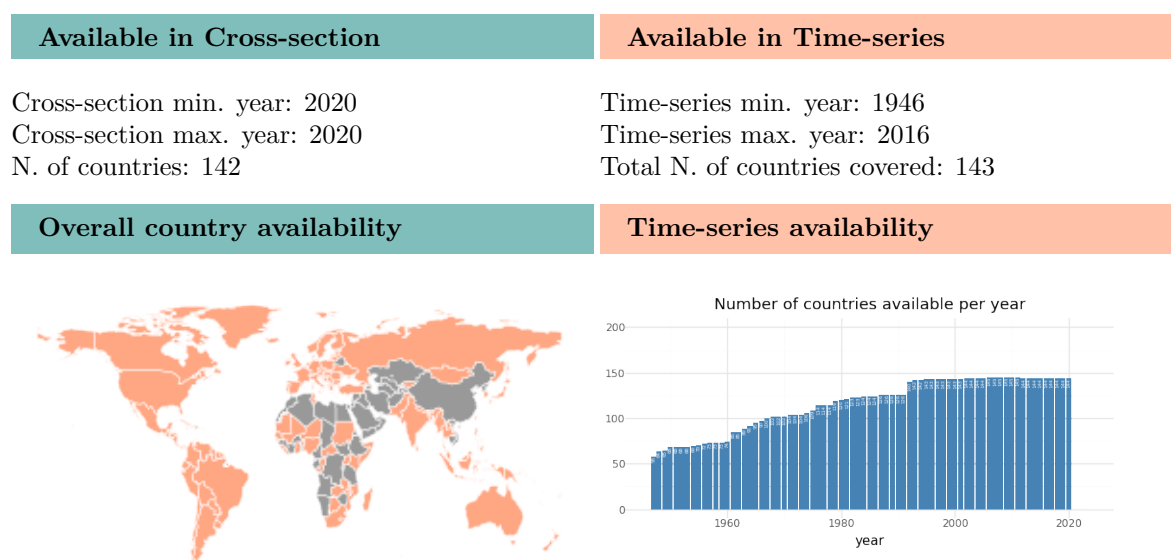 Available in Cross-section
Available in Time-series
Cross-section min. year: 2020
Cross-section max. year: 2020
N. of countries: 142
Time-series min. year: 1946
Time-series max. year: 2016
Total N. of countries covered: 143
Overall country availability
Time-series availability
Number of countries available per year
200
150
100
50
0
1960
1980
2000
2020
year